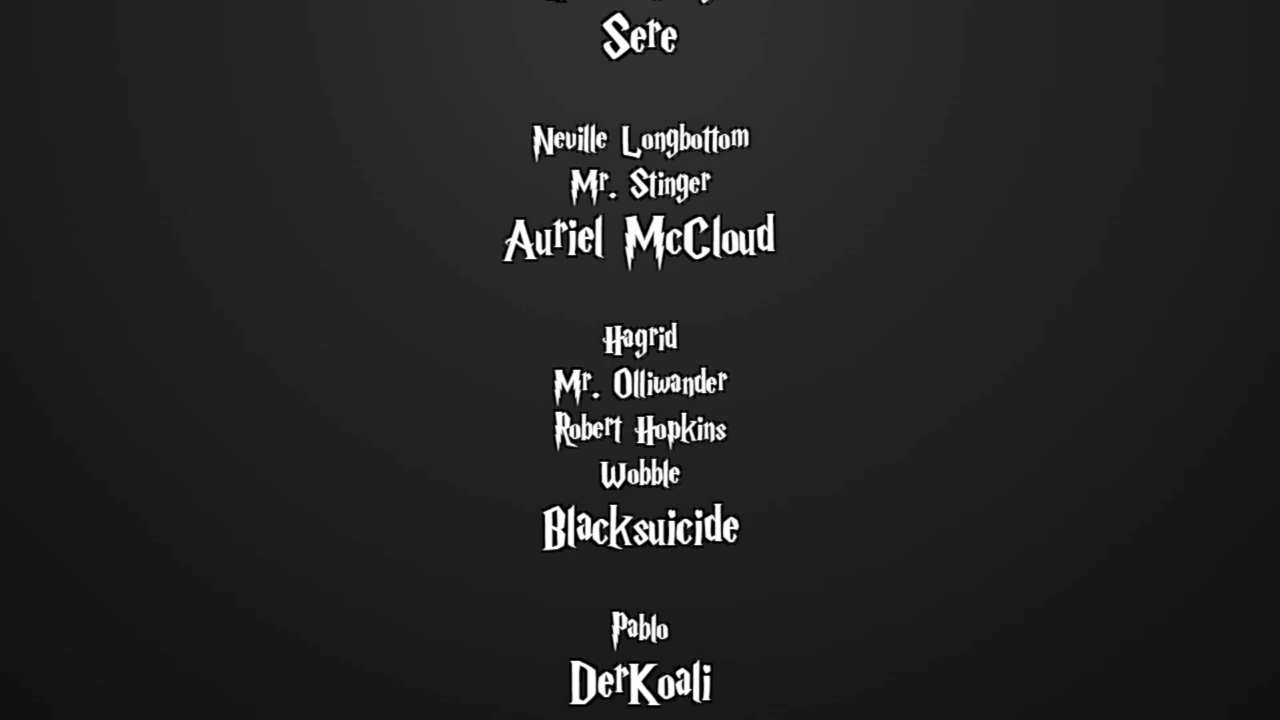 Sere
Neville Longbottom
Mr. Stinger
Auriel McCloud
Hagrid
Mr. Olliwander
Robert Hopkins
Wobble
Blacksuicide
Pablo
DerKoali